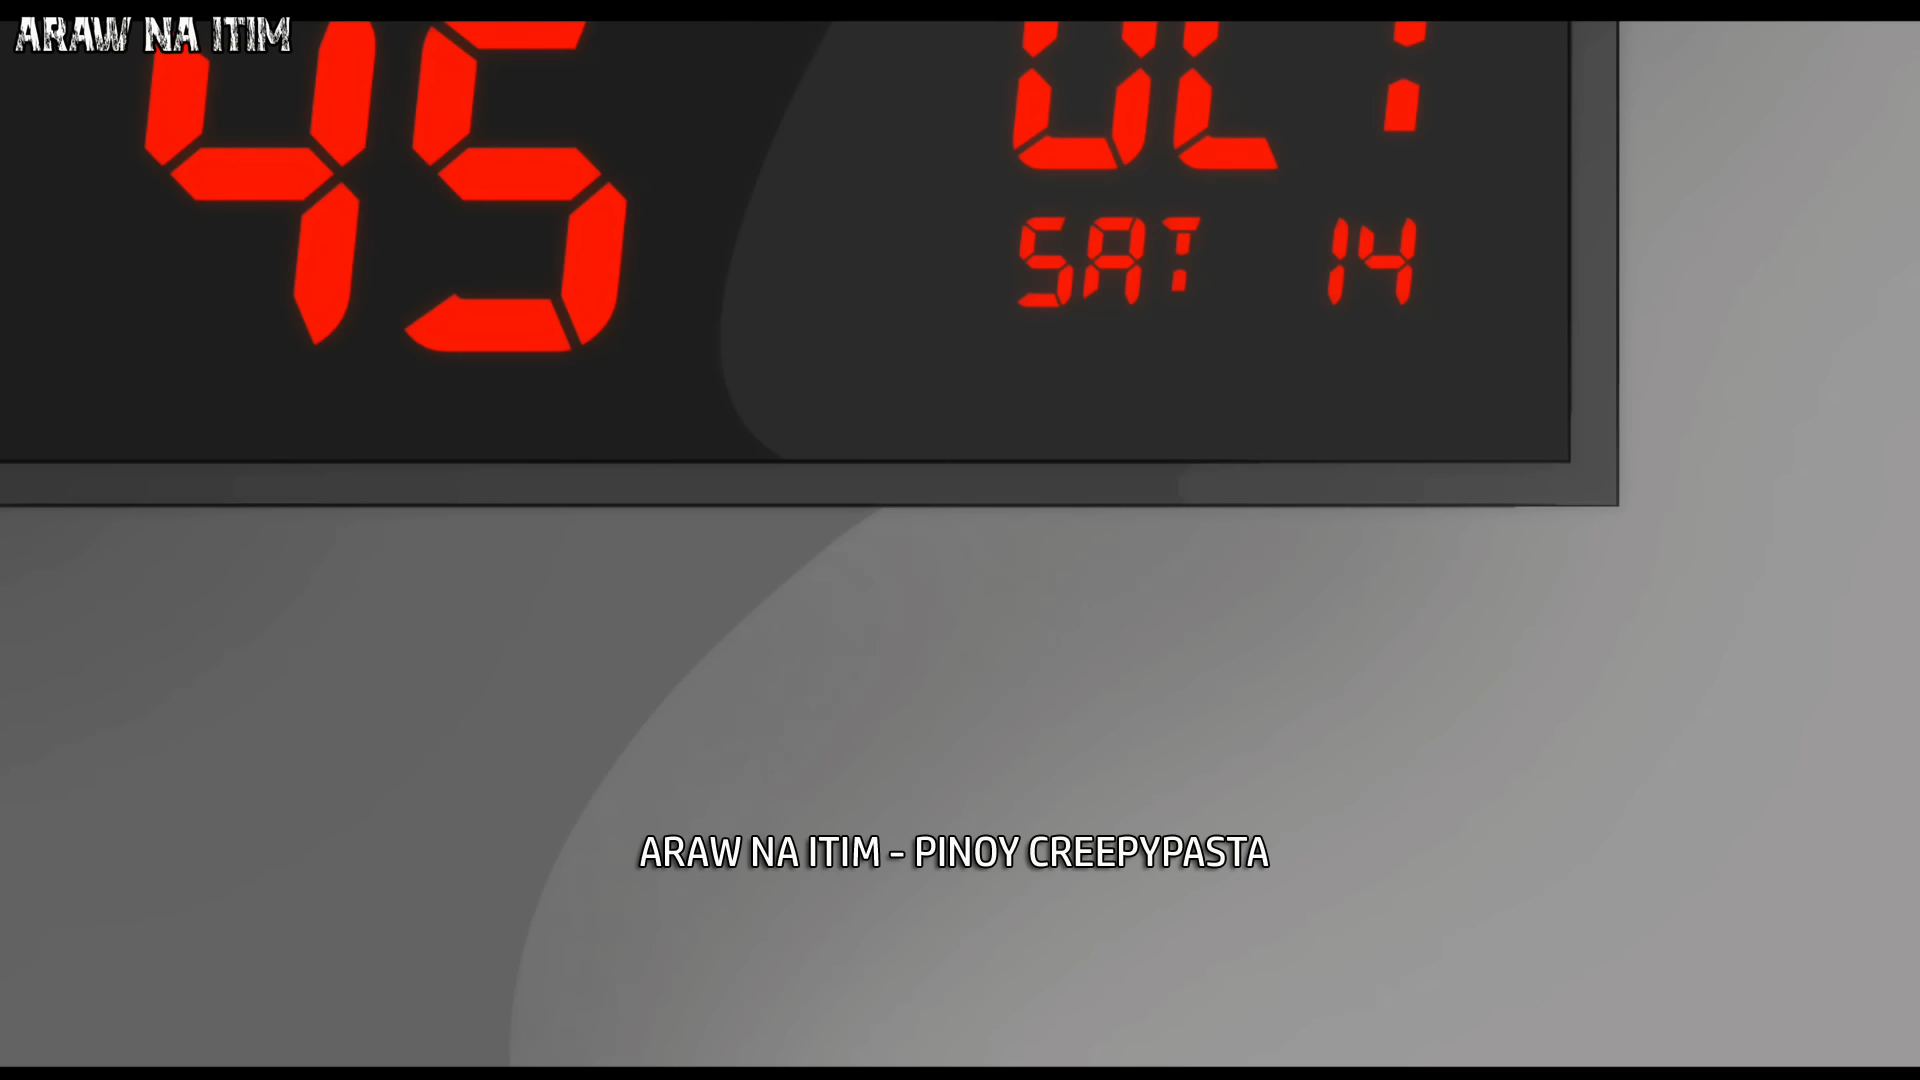 ARAW NA ITIM
45
SAT 14
ARAW NA ITIM - PINOY CREEPYPASTA